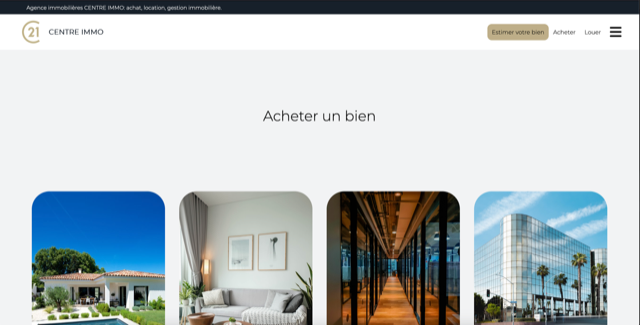 Agence immobilières CENTRE IMMO: achat, location, gestion immobilière.
21 CENTRE IMMO
Estimer votre bien
Acheter
Louer
Acheter un bien